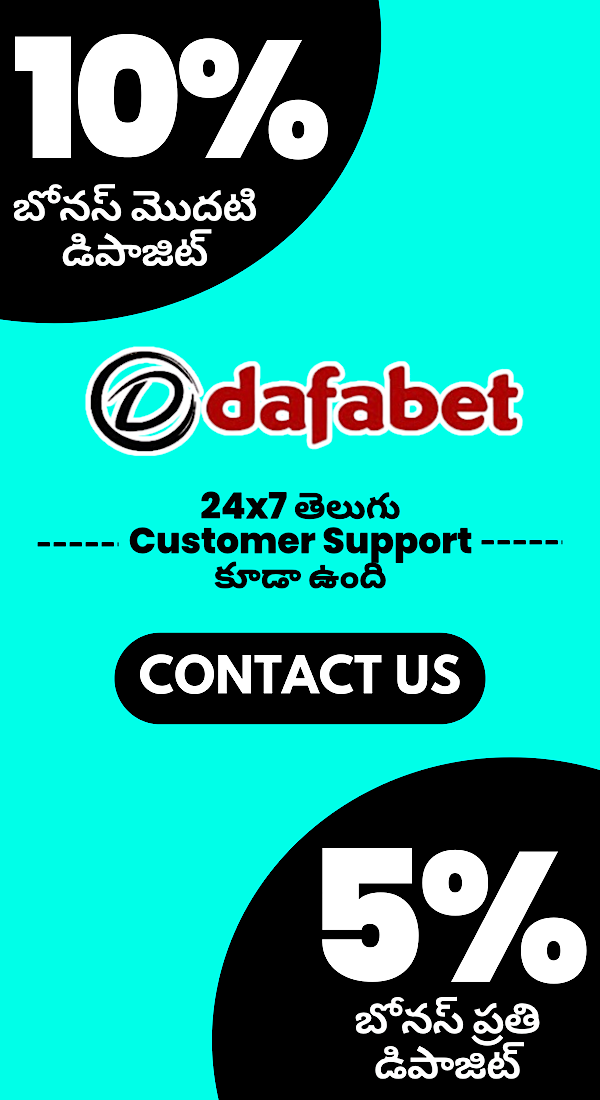 10%
బోనస్ మొదటి
డిపాజిట్
dafabet
24x7 తెలుగు
Customer Support
కూడా ఉంది
CONTACT US
5%
బోనస్ ప్రతి
డిపాజిట్